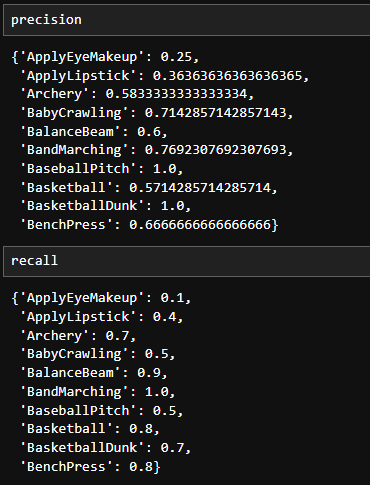 precision
{'ApplyEyeMakeup': 0.25,
 'ApplyLipstick': 0.36363636363636365,
 'Archery': 0.5833333333333334,
 'BabyCrawling': 0.7142857142857143,
 'BalanceBeam': 0.6,
 'BandMarching': 0.7692307692307693,
 'BaseballPitch': 1.0,
 'Basketball': 0.5714285714285714,
 'BasketballDunk': 1.0,
 'BenchPress': 0.6666666666666666}
recall
{'ApplyEyeMakeup': 0.1,
 'ApplyLipstick': 0.4,
 'Archery': 0.7,
 'BabyCrawling': 0.5,
 'BalanceBeam': 0.9,
 'BandMarching': 1.0,
 'BaseballPitch': 0.5,
 'Basketball': 0.8,
 'BasketballDunk': 0.7,
 'BenchPress': 0.8}